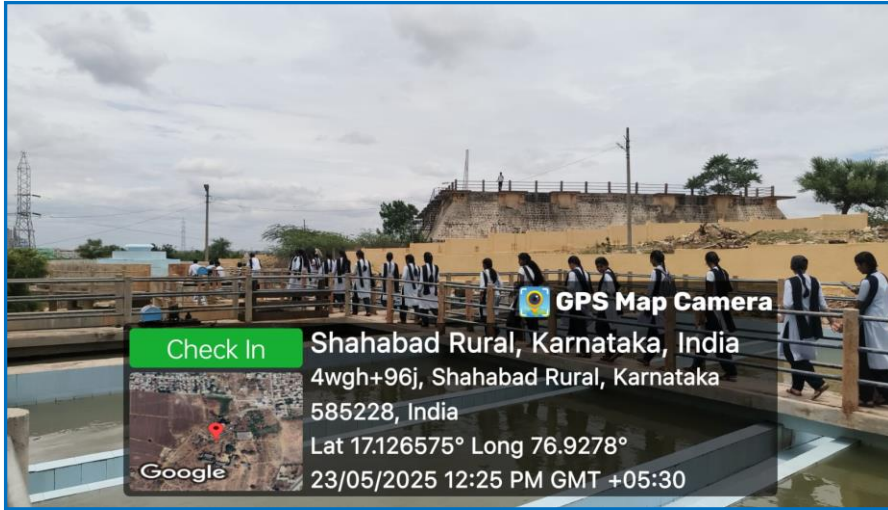 GPS Map Camera
Check In
Shahabad Rural, Karnataka, India
4wgh+96j, Shahabad Rural, Karnataka
585228, India
Lat 17.126575° Long 76.9278°
23/05/2025 12:25 PM GMT +05:30
Google